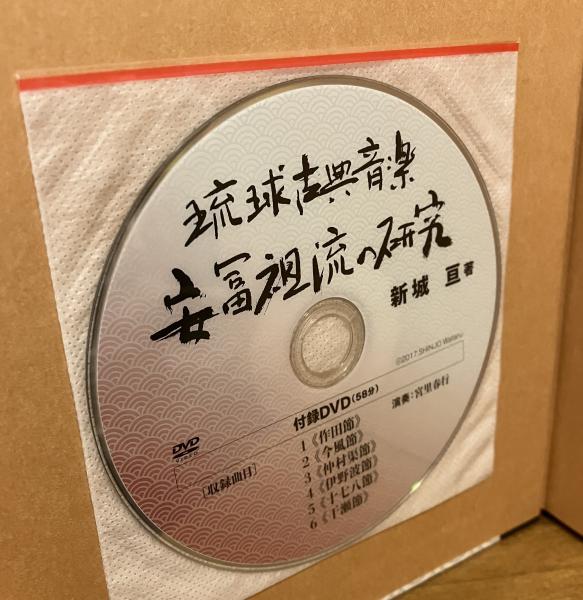 琉球古典音楽
安冨祖流の研究
新城 亘 著
©2017 SHINJO Wataru
付録DVD(58分)
演奏:宮里春行
DVD
VIDEO
[収録曲目]
1《作田節》
2《今風節》
3《仲村渠節》
4《伊野波節》
5《十七八節》
6《干瀬節》